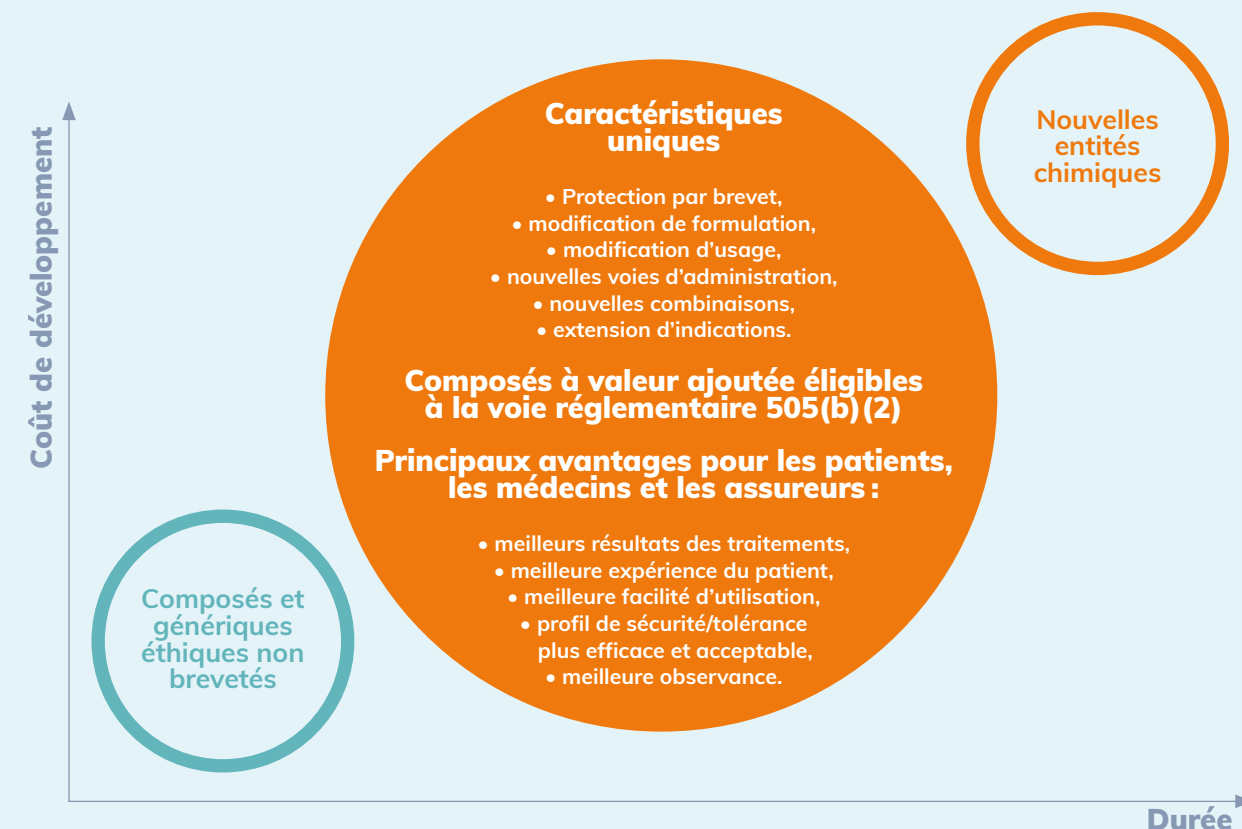 Coût de développement
Caractéristiques
uniques
• Protection par brevet,
• modification de formulation,
• modification d'usage,
• nouvelles voies d'administration,
• nouvelles combinaisons,
• extension d'indications.
Composés à valeur ajoutée éligibles
à la voie réglementaire 505(b)(2)
Principaux avantages pour les patients,
les médecins et les assureurs :
• meilleurs résultats des traitements,
• meilleure expérience du patient,
• meilleure facilité d'utilisation,
• profil de sécurité/tolérance
plus efficace et acceptable,
• meilleure observance.
Nouvelles
entités
chimiques
Composés et
génériques
éthiques non
brevetés
Durée